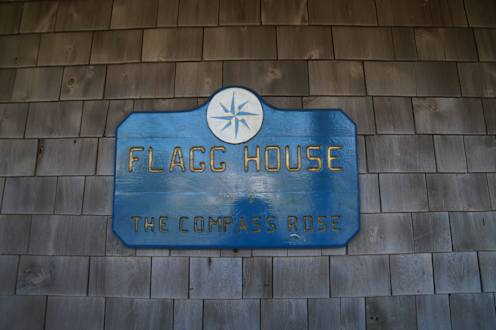 FLAGG HOUSE
THE COMPASS ROSE